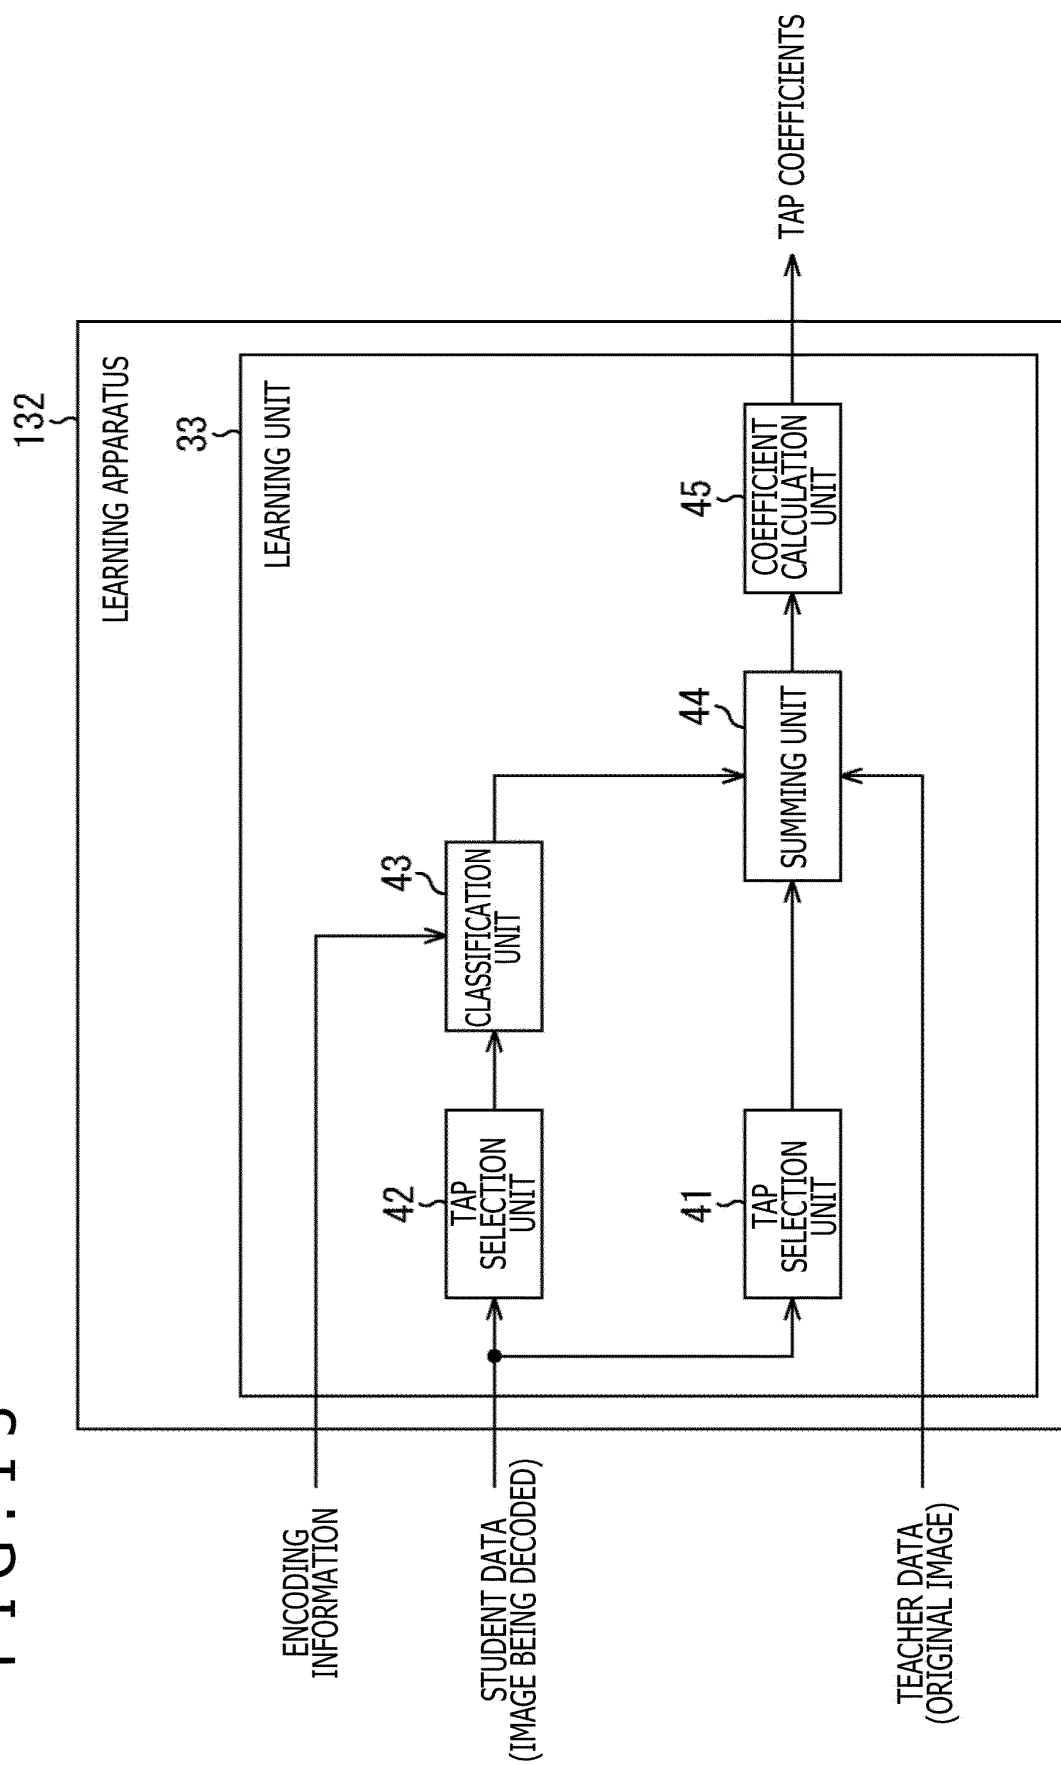 132
LEARNING APPARATUS
33
LEARNING UNIT
ENCODING
INFORMATION
STUDENT DATA
(IMAGE BEING DECODED)
TEACHER DATA
(ORIGINAL IMAGE)
42
TAP
SELECTION
UNIT
43
CLASSIFICATION
UNIT
41
TAP
SELECTION
UNIT
44
SUMMING UNIT
45
COEFFICIENT
CALCULATION
UNIT
TAP COEFFICIENTS